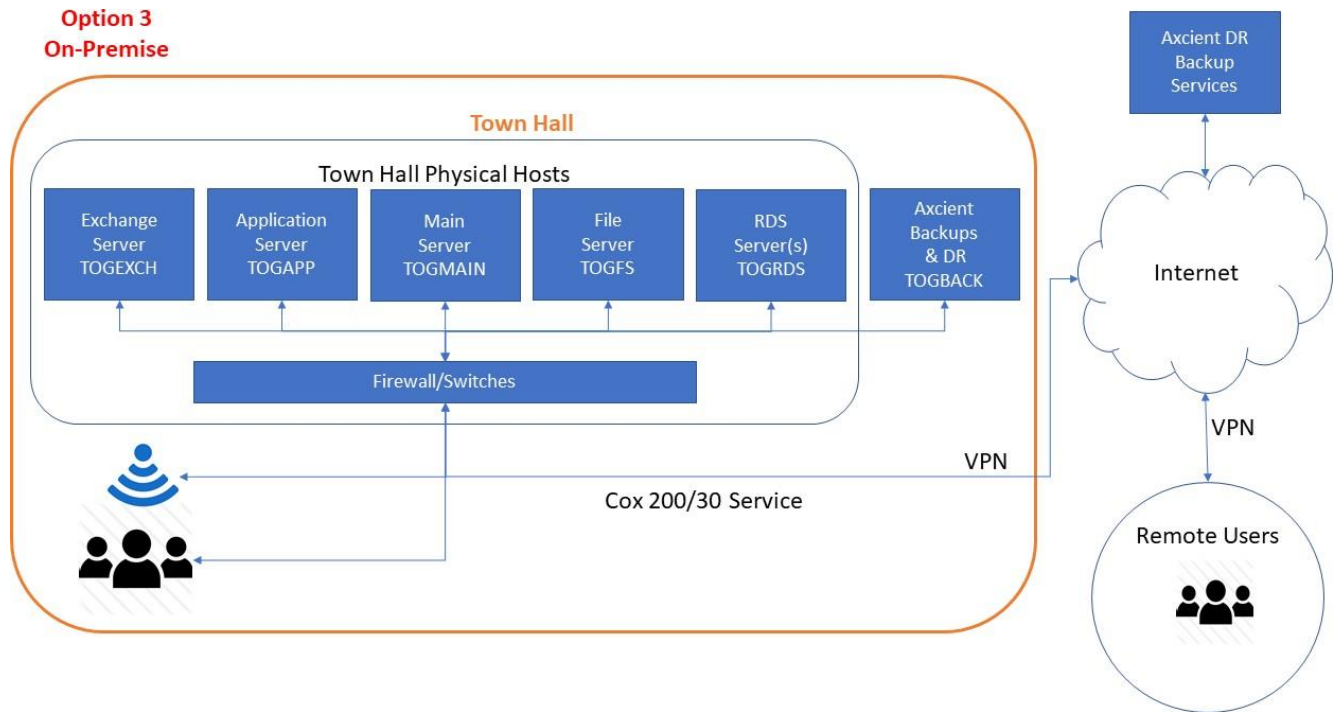 Option 3
On-Premise
Axcient DR
Backup
Services
Town Hall
Town Hall Physical Hosts
Exchange
Server
TOGEXCH
Application
Server
TOGAPP
Main
Server
TOGMAIN
File
Server
TOGFS
RDS
Server(s)
TOGRDS
Axcient
Backups
& DR
TOGBACK
Internet
Firewall/Switches
VPN
VPN
Cox 200/30 Service
Remote Users